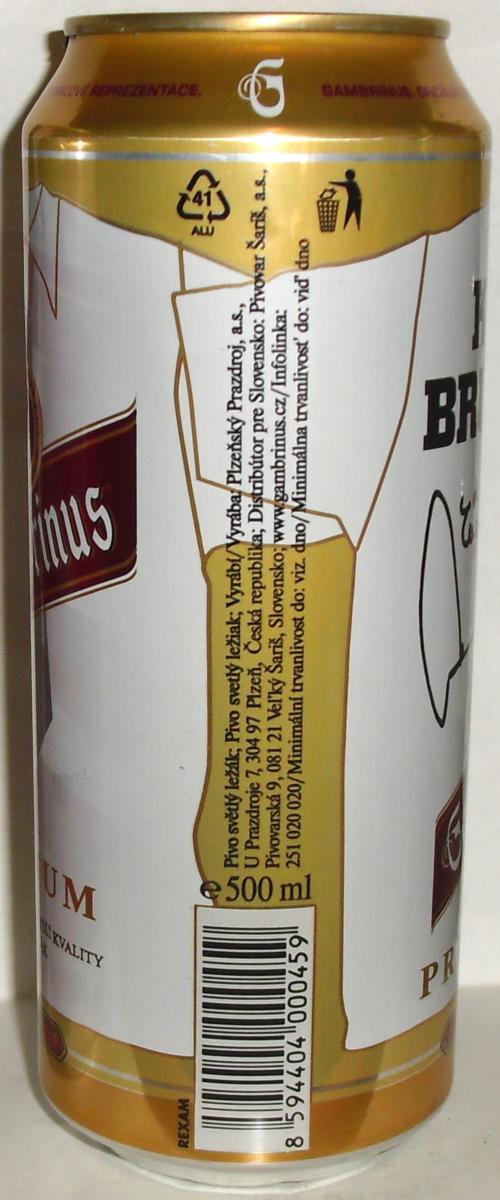 REPREZENTACE.
G
GAMBRINUS.
41
ALU
BR
rinus
Pivo světlý ležák; Pivo svetlý ležiak; Vyrábí/Vyrába: Plzeňský Prazdroj, a.s.,
U Prazdroje 7, 304 97 Plzeň, Česká republika; Distribútor pre Slovensko: Pivovar Šariš, a.s.,
Pivovarská 9, 081 21 Veľký Šariš, Slovensko; www.gambrinus.cz/Infolinka:
251 020 020/Minimální trvanlivost do: viz. dno/Minimálna trvanlivosť do: viď dno
UM
KVALITY
e 500 ml
PR
REXAM
8 594404 000459